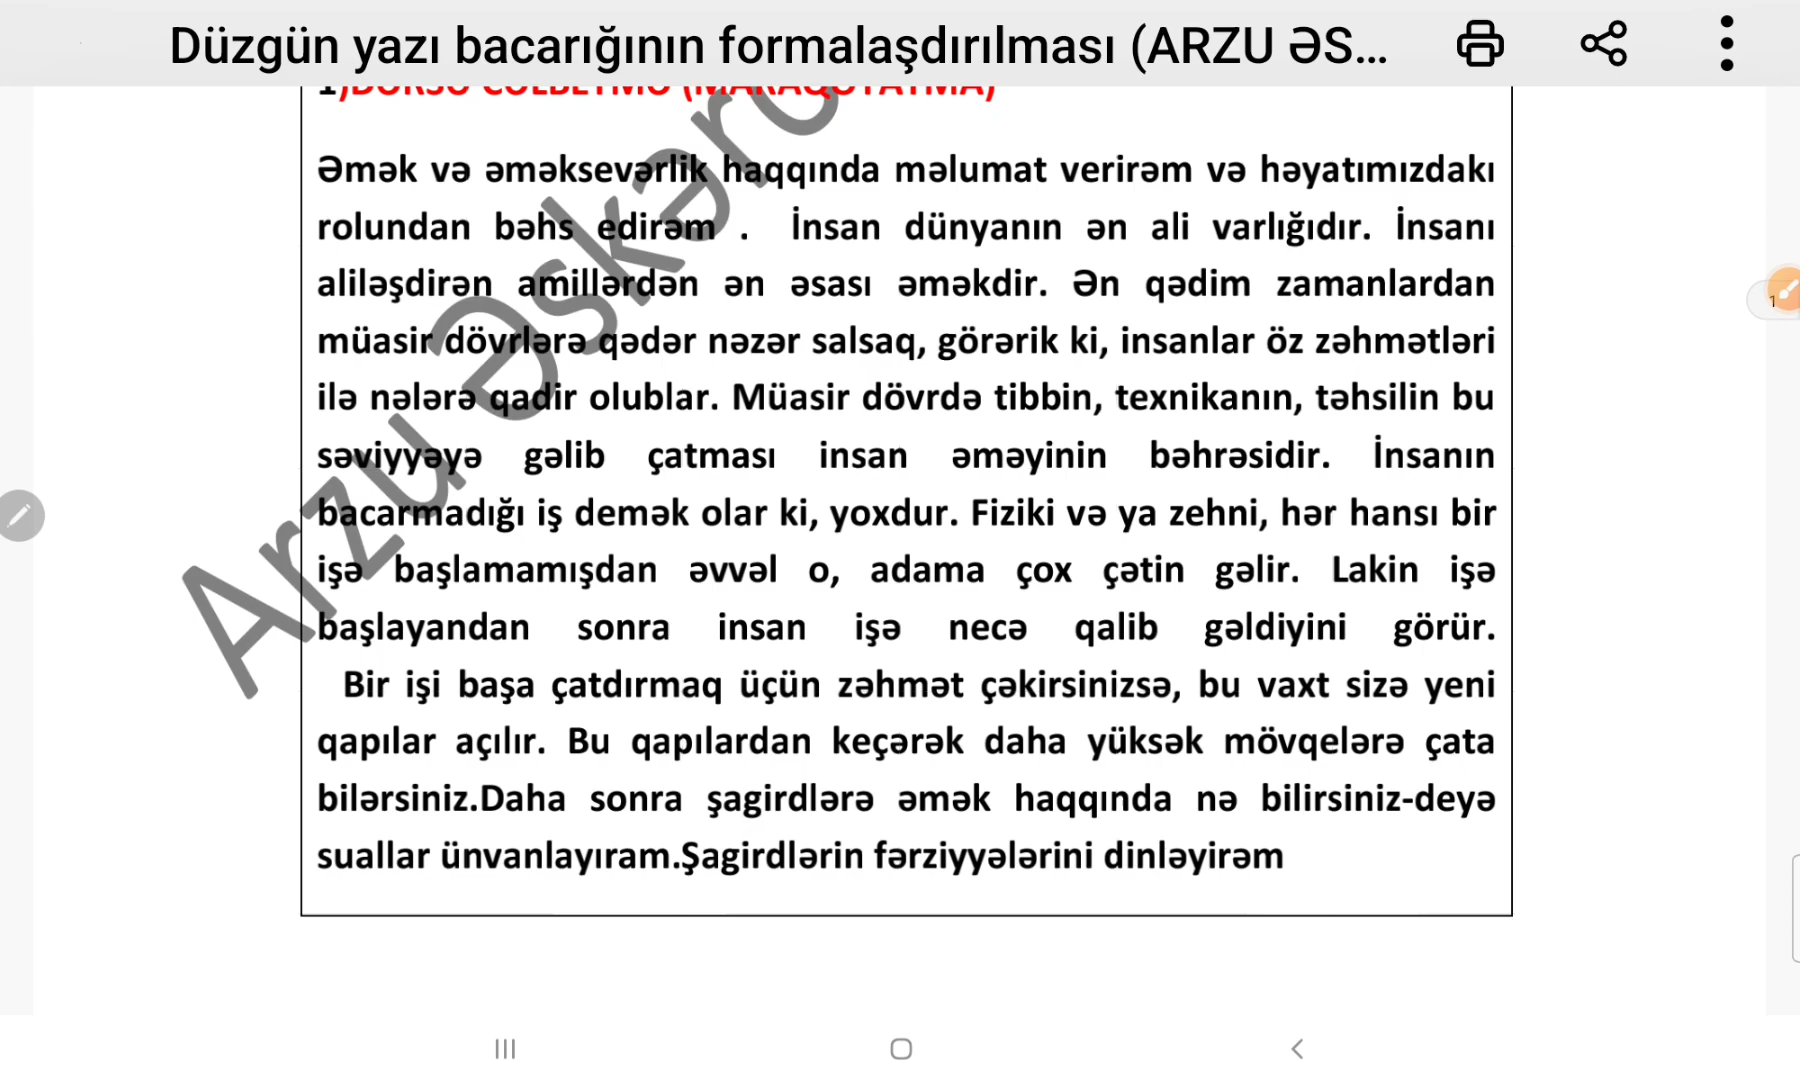 Düzgün yazı bacarığının formalaşdırılması (ARZU ƏS...
Əmək və əməksevərlik haqqında məlumat verirəm və həyatımızdakı
rolundan bəhs edirəm . İnsan dünyanın ən ali varlığıdır. İnsanı
aliləşdirən amillərdən ən əsası əməkdir. Ən qədim zamanlardan
müasir dövrlərə qədər nəzər salsaq, görərik ki, insanlar öz zəhmətləri
ilə nələrə qadir olublar. Müasir dövrdə tibbin, texnikanın, təhsilin bu
səviyyəyə gəlib çatması insan əməyinin bəhrəsidir. İnsanın
bacarmadığı iş demək olar ki, yoxdur. Fiziki və ya zehni, hər hansı bir
işə başlamamışdan əvvəl o, adama çox çətin gəlir. Lakin işə
başlayandan sonra insan işə necə qalib gəldiyini görür.
Bir işi başa çatdırmaq üçün zəhmət çəkirsinizsə, bu vaxt sizə yeni
qapılar açılır. Bu qapılardan keçərək daha yüksək mövqelərə çata
bilərsiniz.Daha sonra şagirdlərə əmək haqqında nə bilirsiniz-deyə
suallar ünvanlayıram.Şagirdlərin fərziyyələrini dinləyirəm
Arzu
1